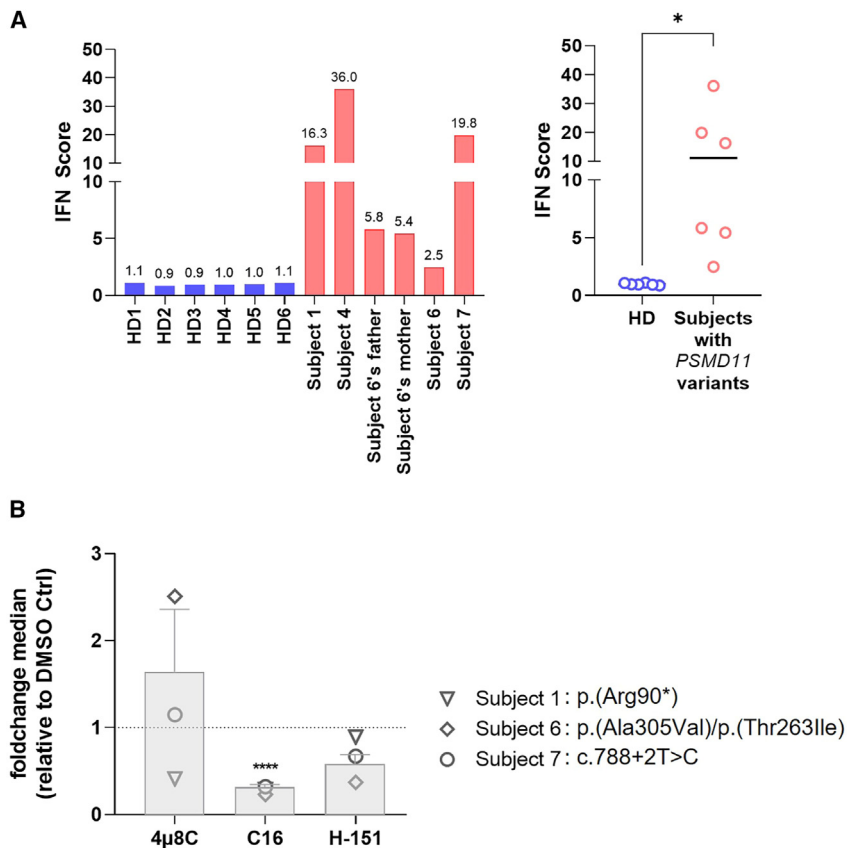 A
50
40
30
20
10
10
5
0
IFN Score
1.1
0.9
0.9
1.0
1.0
1.1
16.3
36.0
5.8
5.4
2.5
19.8
HD1
HD2
HD3
HD4
HD5
HD6
Subject 1
Subject 4
Subject 6's father
Subject 6's mother
Subject 6
Subject 7
*
50
40
30
20
10
10
5
0
IFN Score
HD
Subjects
with
PSMD11
variants
B
3
2
1
0
foldchange median
(relative to DMSO Ctrl)
****
4µ8C
C16
H-151
Subject 1: p.(Arg90*)
Subject 6: p.(Ala305Val)/p.(Thr263Ile)
Subject 7: c.788+2T>C